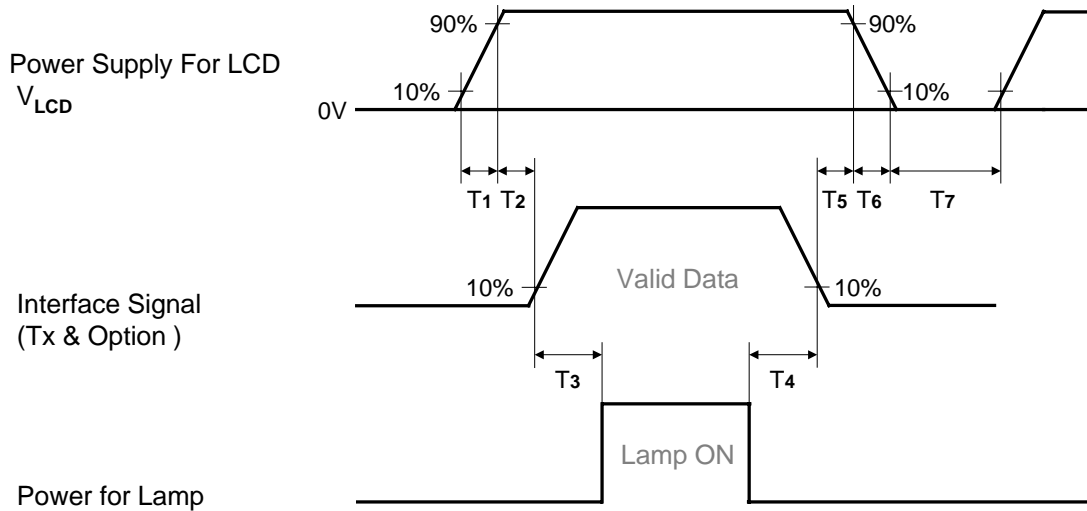 90% 90%
Power Supply For LCD
VLCD
10% 10%
0V
T1 T2 T5 T6 T7
Valid Data
10% 10%
Interface Signal
(Tx & Option )
T3 T4
Lamp ON
Power for Lamp